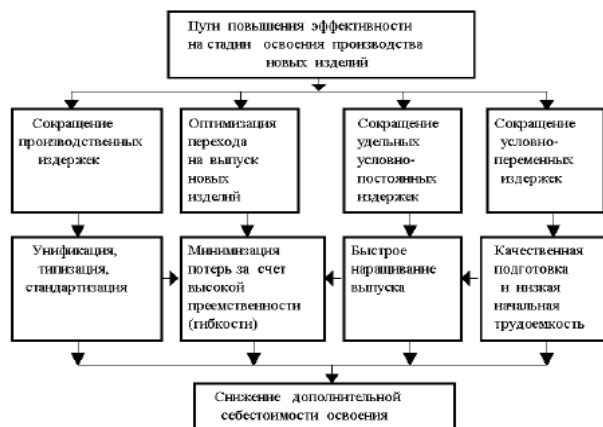 Пути повышения эффективности
на стадии освоения производства
новых изделий
Сокращение
производственных
издержек
Оптимизация
перехода
на выпуск
новых
изделий
Сокращение
удельных
условно-
постоянных
издержек
Сокращение
условно-
переменных
издержек
Унификация,
типизация,
стандартизация
Минимизация
потерь за счет
высокой
преемственности
(гибкости)
Быстрое
наращивание
выпуска
Качественная
подготовка
и низкая
начальная
трудоемкость
Снижение дополнительной
себестоимости освоения